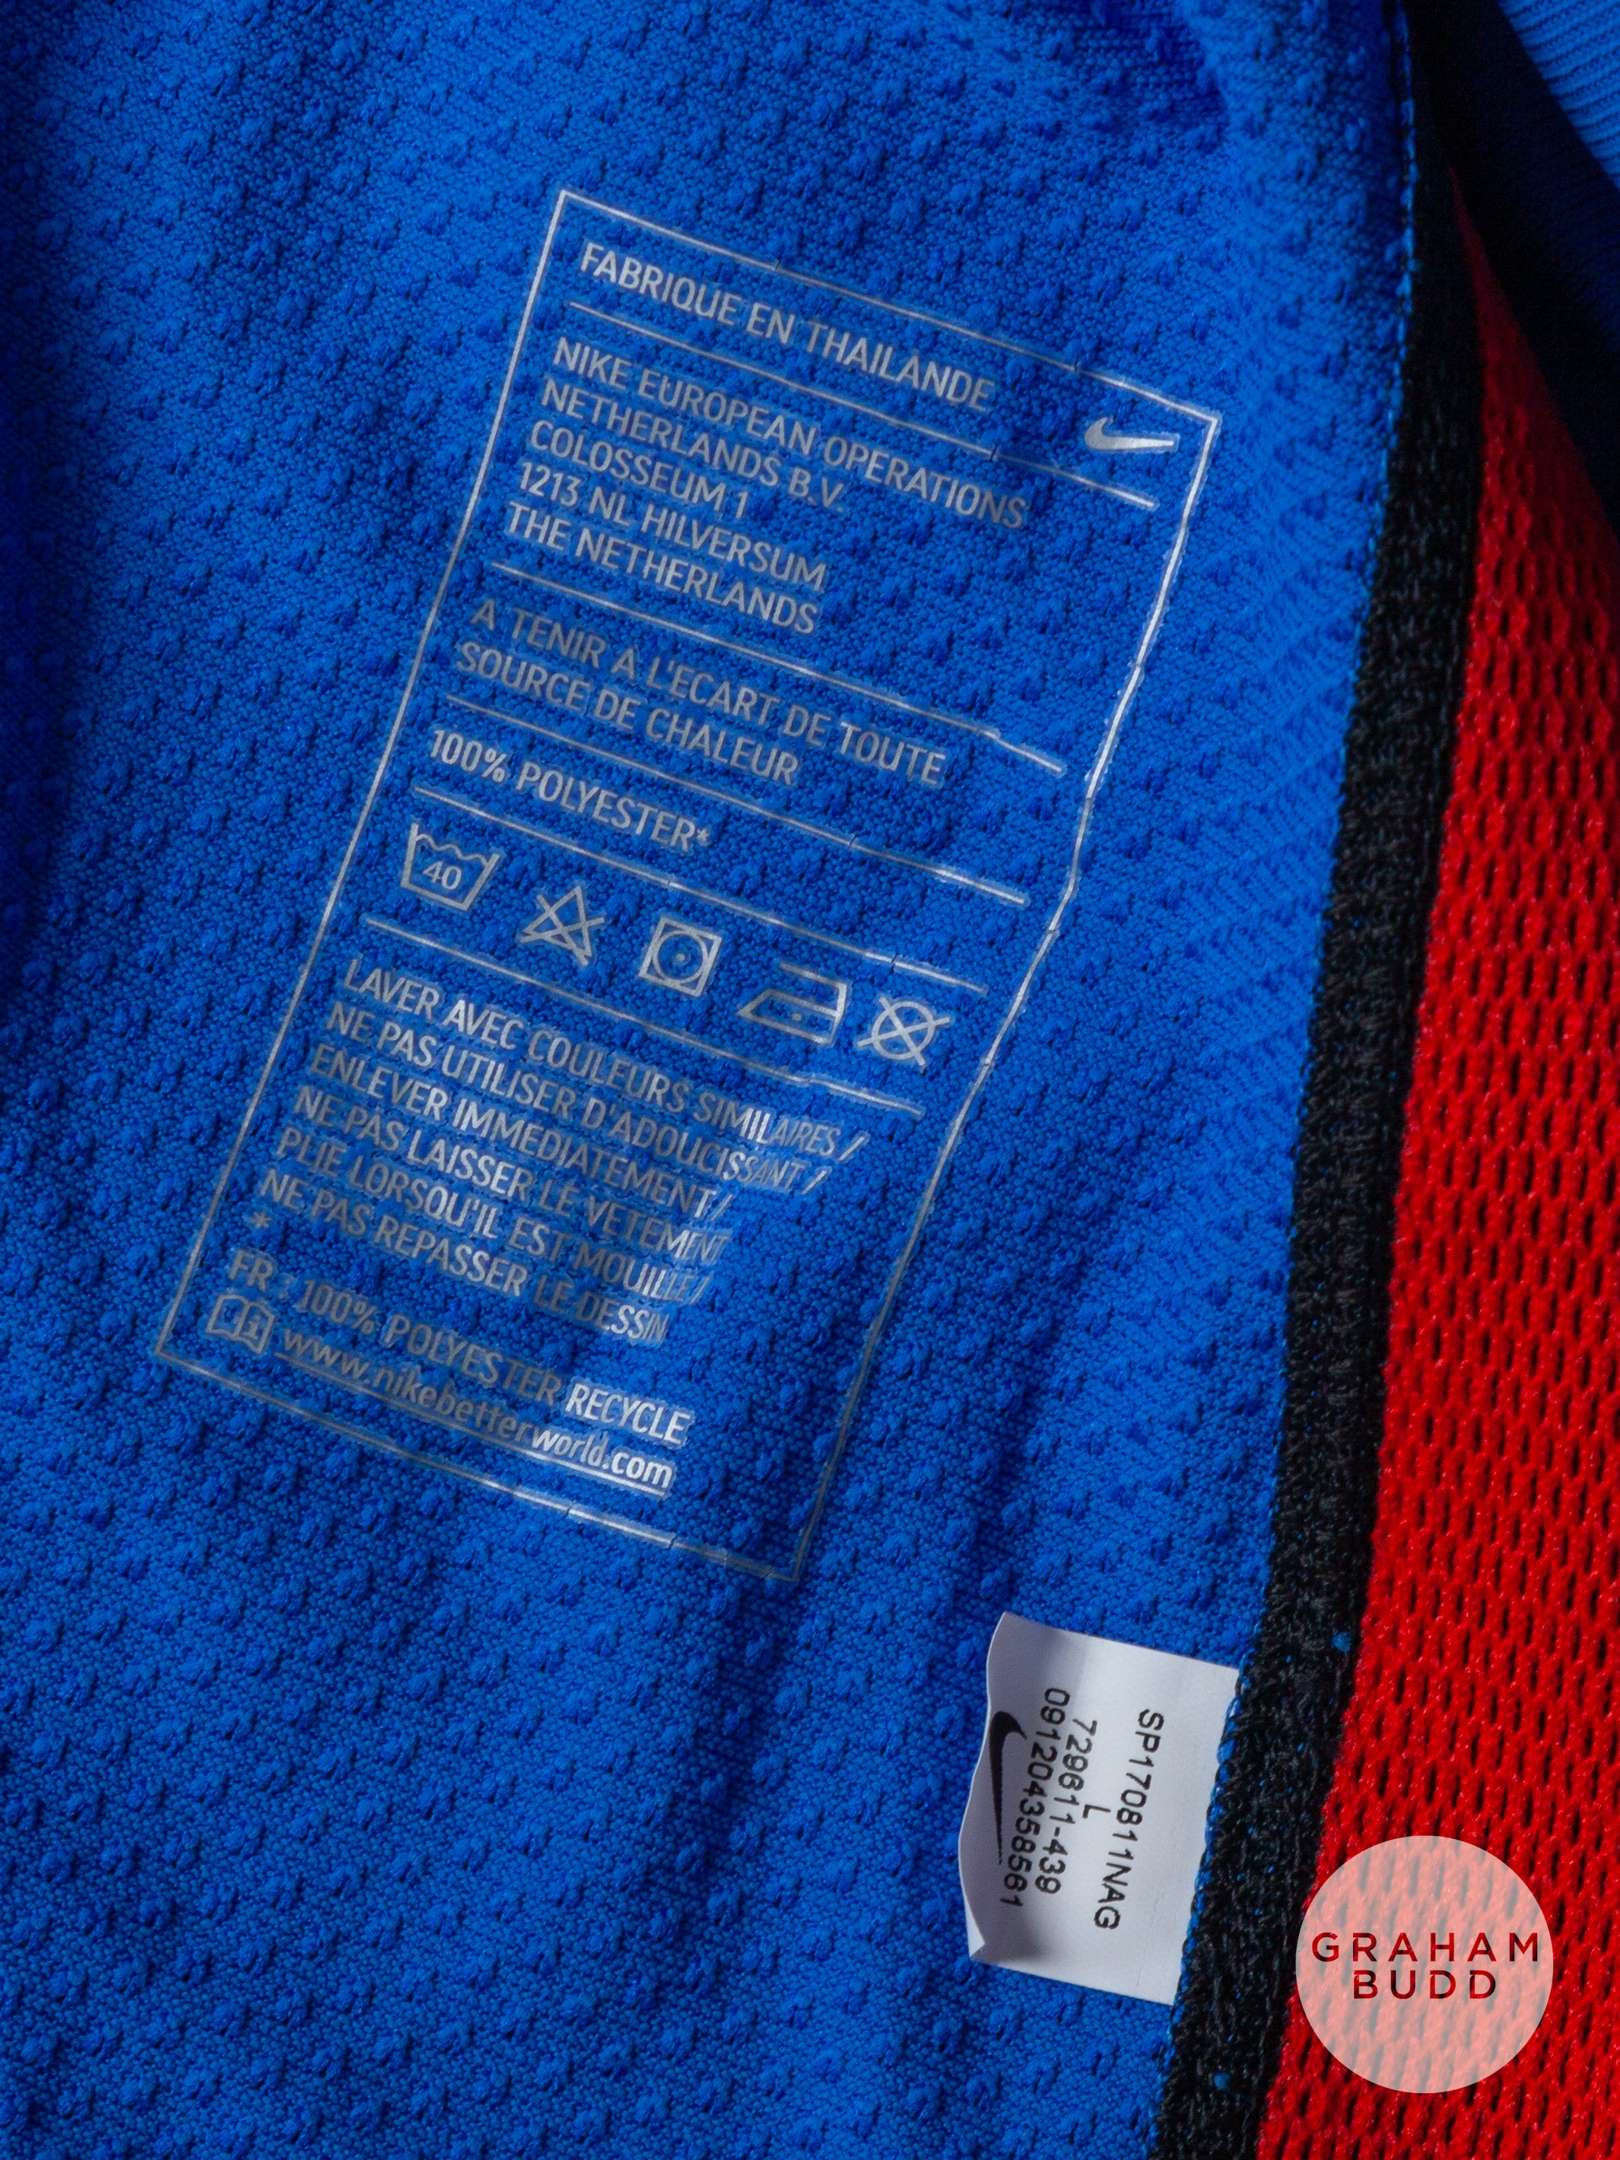 FABRIQUE EN THAILANDE
NIKE EUROPEAN OPERATIONS
NETHERLANDS B.V.
COLOSSEUM 1
1213 NL HILVERSUM
THE NETHERLANDS
A TENIR A L'ECART DE TOUTE
SOURCE DE CHALEUR
100% POLYESTER*
40
LAVER AVEC COULEURS SIMILAIRES /
NE PAS UTILISER D'ADOUCISSANT /
ENLEVER IMMEDIATEMENT /
NE PAS LAISSER LE VETEMENT
PLIE LORSQU'IL EST MOUILLE /
NE PAS REPASSER LE DESSIN
*
FR : 100% POLYESTER RECYCLE
www.nikebetterworld.com
SP170811NAG
L
729611-439
091204358561
GRAHAM
BUDD